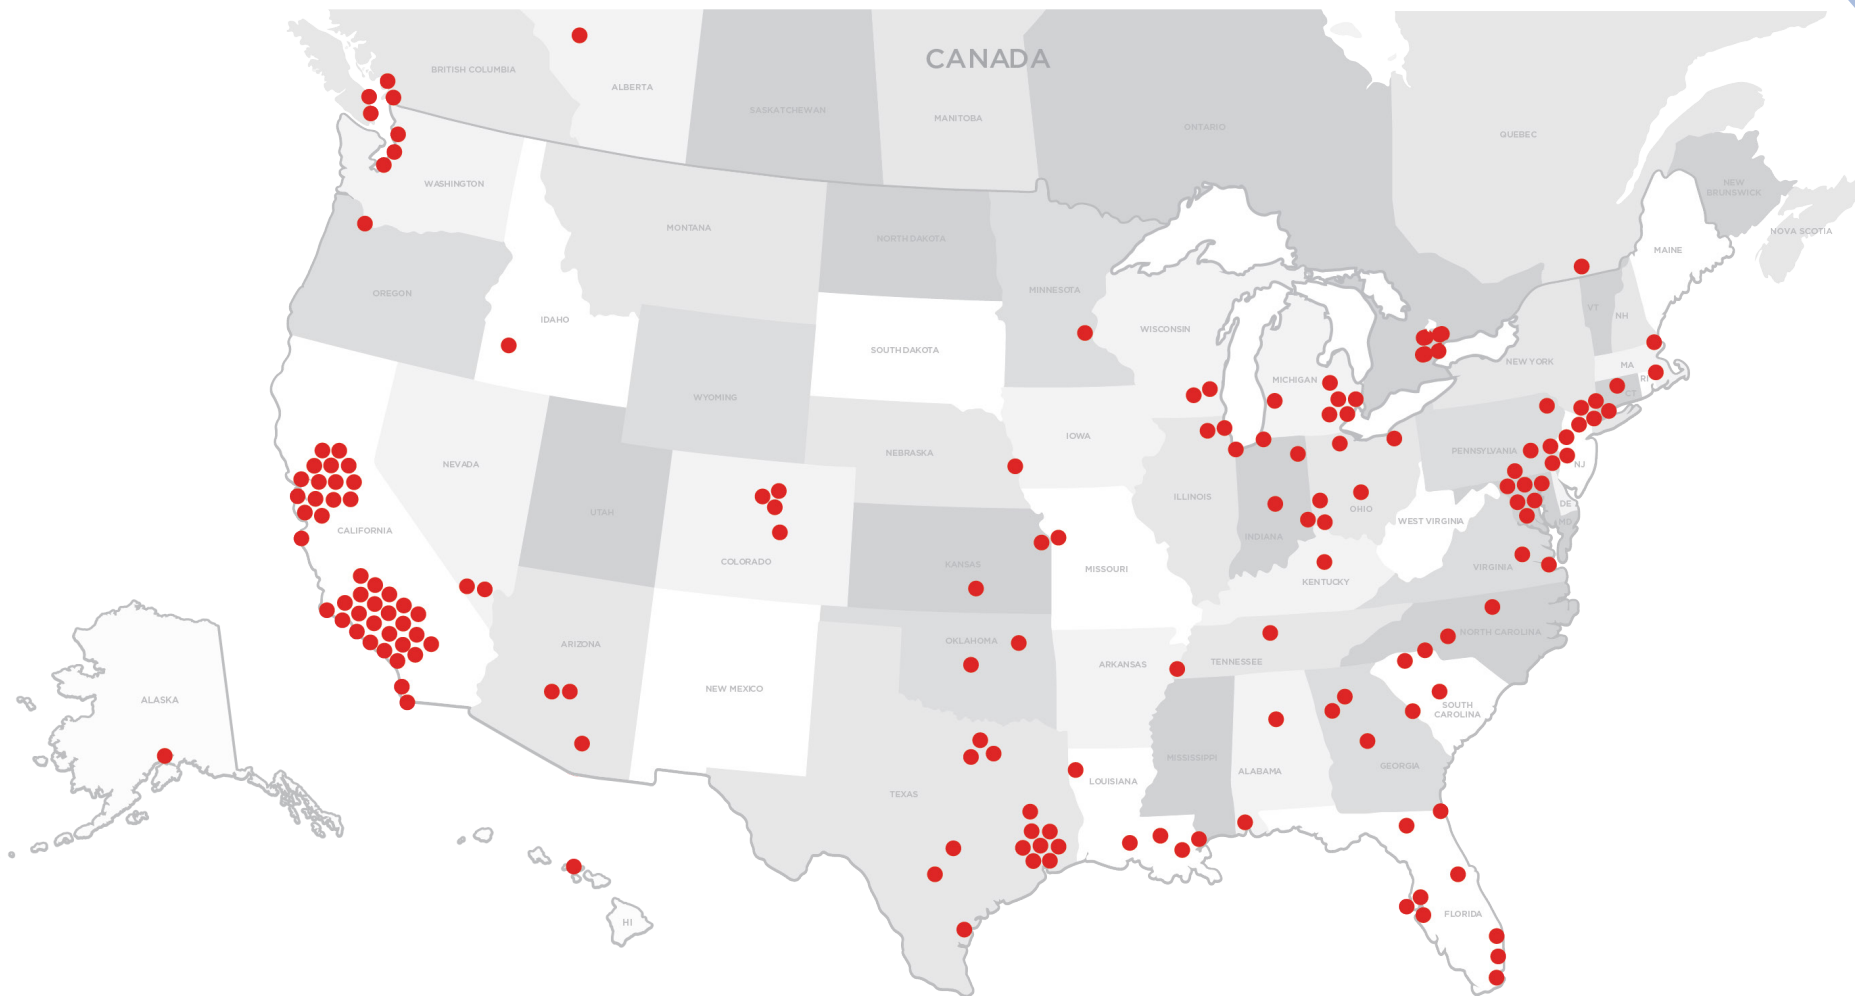 CANADA
BRITISH COLUMBIA
ALBERTA
SASKATCHEWAN
MANITOBA
ONTARIO
QUEBEC
NEW
BRUNSWICK
NOVA SCOTIA
WASHINGTON
MONTANA
NORTH DAKOTA
MAINE
OREGON
IDAHO
MINNESOTA
WISCONSIN
VT
NH
SOUTH DAKOTA
NEW YORK
MICHIGAN
MA
RI
CT
WYOMING
IOWA
NEVADA
NEBRASKA
PENNSYLVANIA
NJ
ILLINOIS
UTAH
OHIO
DE
CALIFORNIA
WEST VIRGINIA
MD
INDIANA
COLORADO
KANSAS
MISSOURI
VIRGINIA
KENTUCKY
ARIZONA
OKLAHOMA
NORTH CAROLINA
ARKANSAS
TENNESSEE
NEW MEXICO
ALASKA
SOUTH
CAROLINA
MISSISSIPPI
ALABAMA
GEORGIA
LOUISIANA
TEXAS
HI
FLORIDA